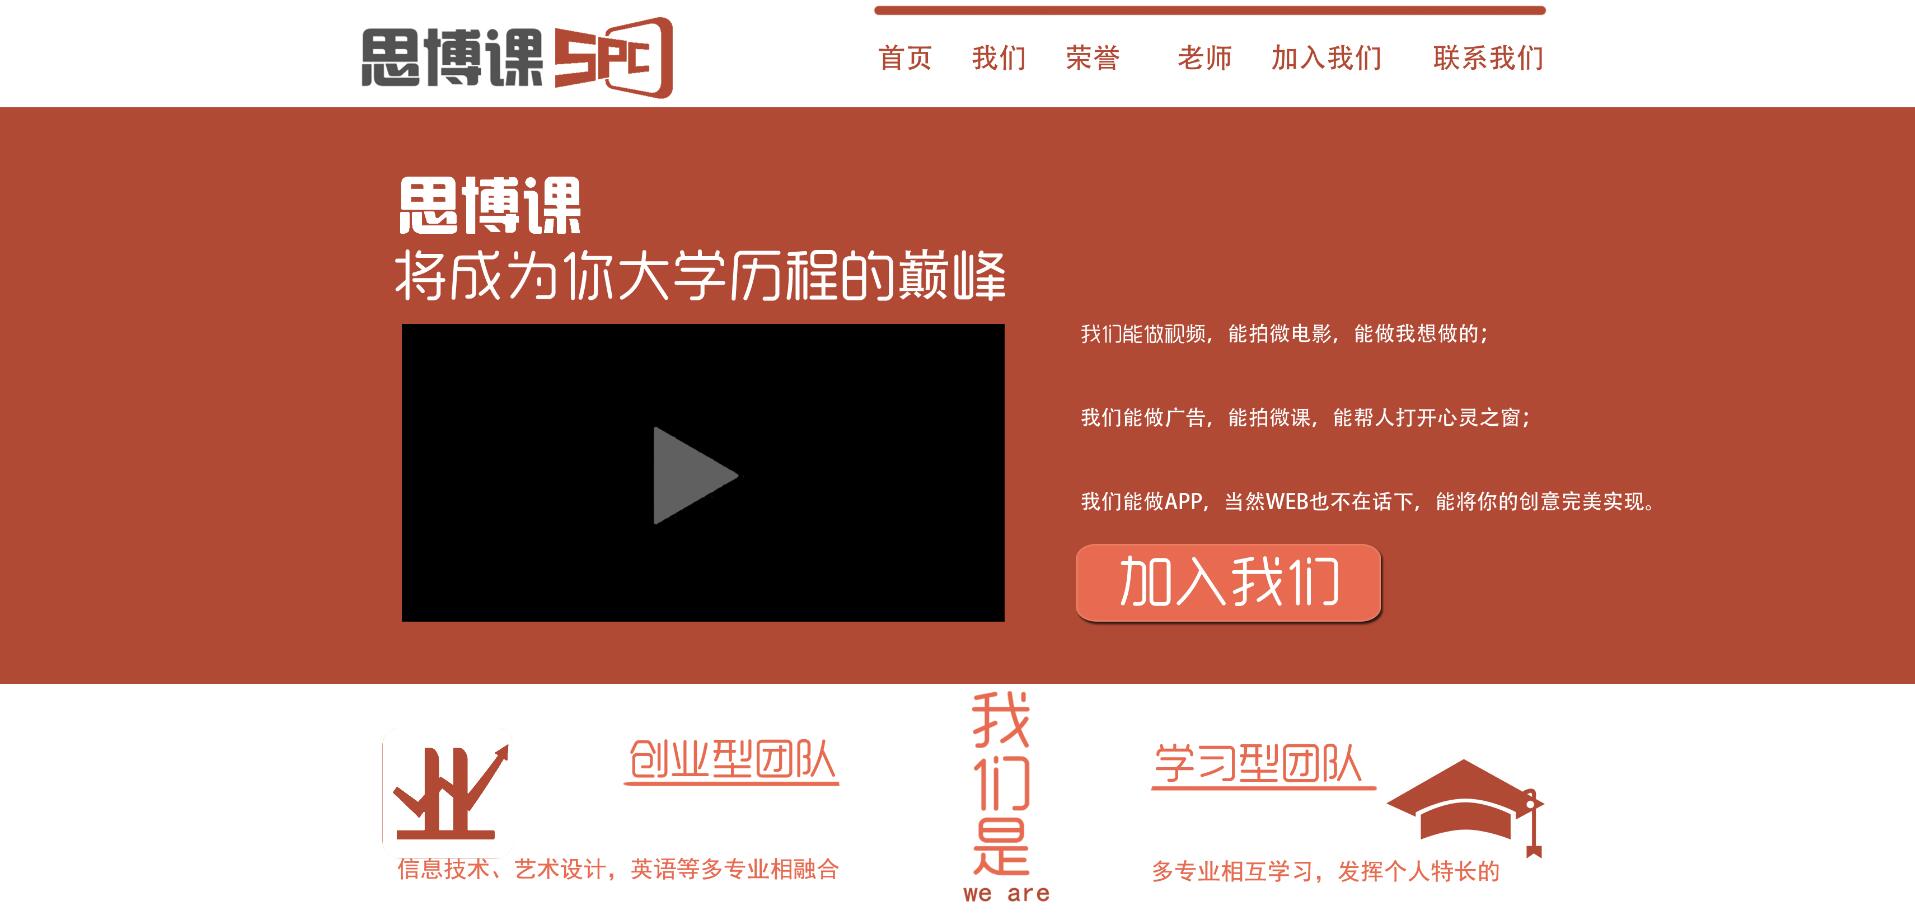 思博课 SPC
首页 我们 荣誉 老师 加入我们 联系我们
思博课
将成为你大学历程的巅峰
我们能做视频，能拍微电影，能做我想做的；
我们能做广告，能拍微课，能帮人打开心灵之窗；
我们能做APP，当然WEB也不在话下，能将你的创意完美实现。
加入我们
业
创业型团队
信息技术、艺术设计，英语等多专业相融合
我
们
是
we are
学习型团队
多专业相互学习，发挥个人特长的